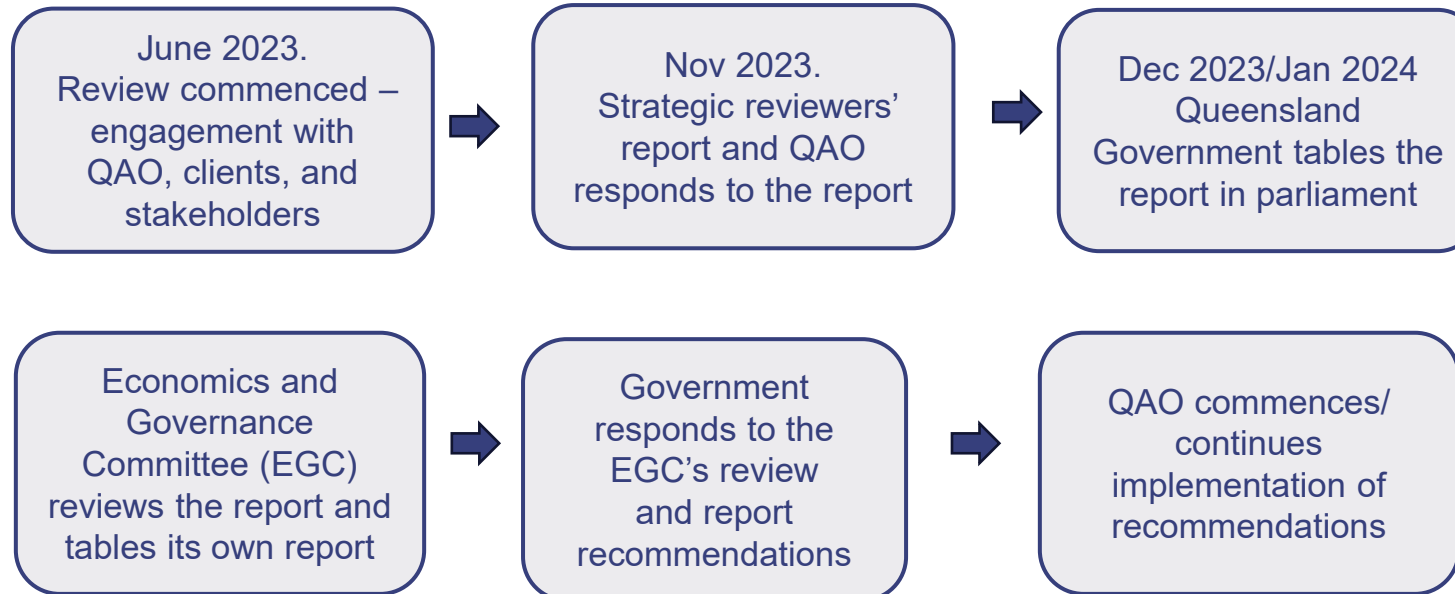 June 2023.
Review commenced –
engagement with
QAO, clients, and
stakeholders
Nov 2023.
Strategic reviewers’
report and QAO
responds to the report
Dec 2023/Jan 2024
Queensland
Government tables the
report in parliament
Economics and
Governance
Committee (EGC)
reviews the report and
tables its own report
Government
responds to the
EGC’s review
and report
recommendations
QAO commences/
continues
implementation of
recommendations